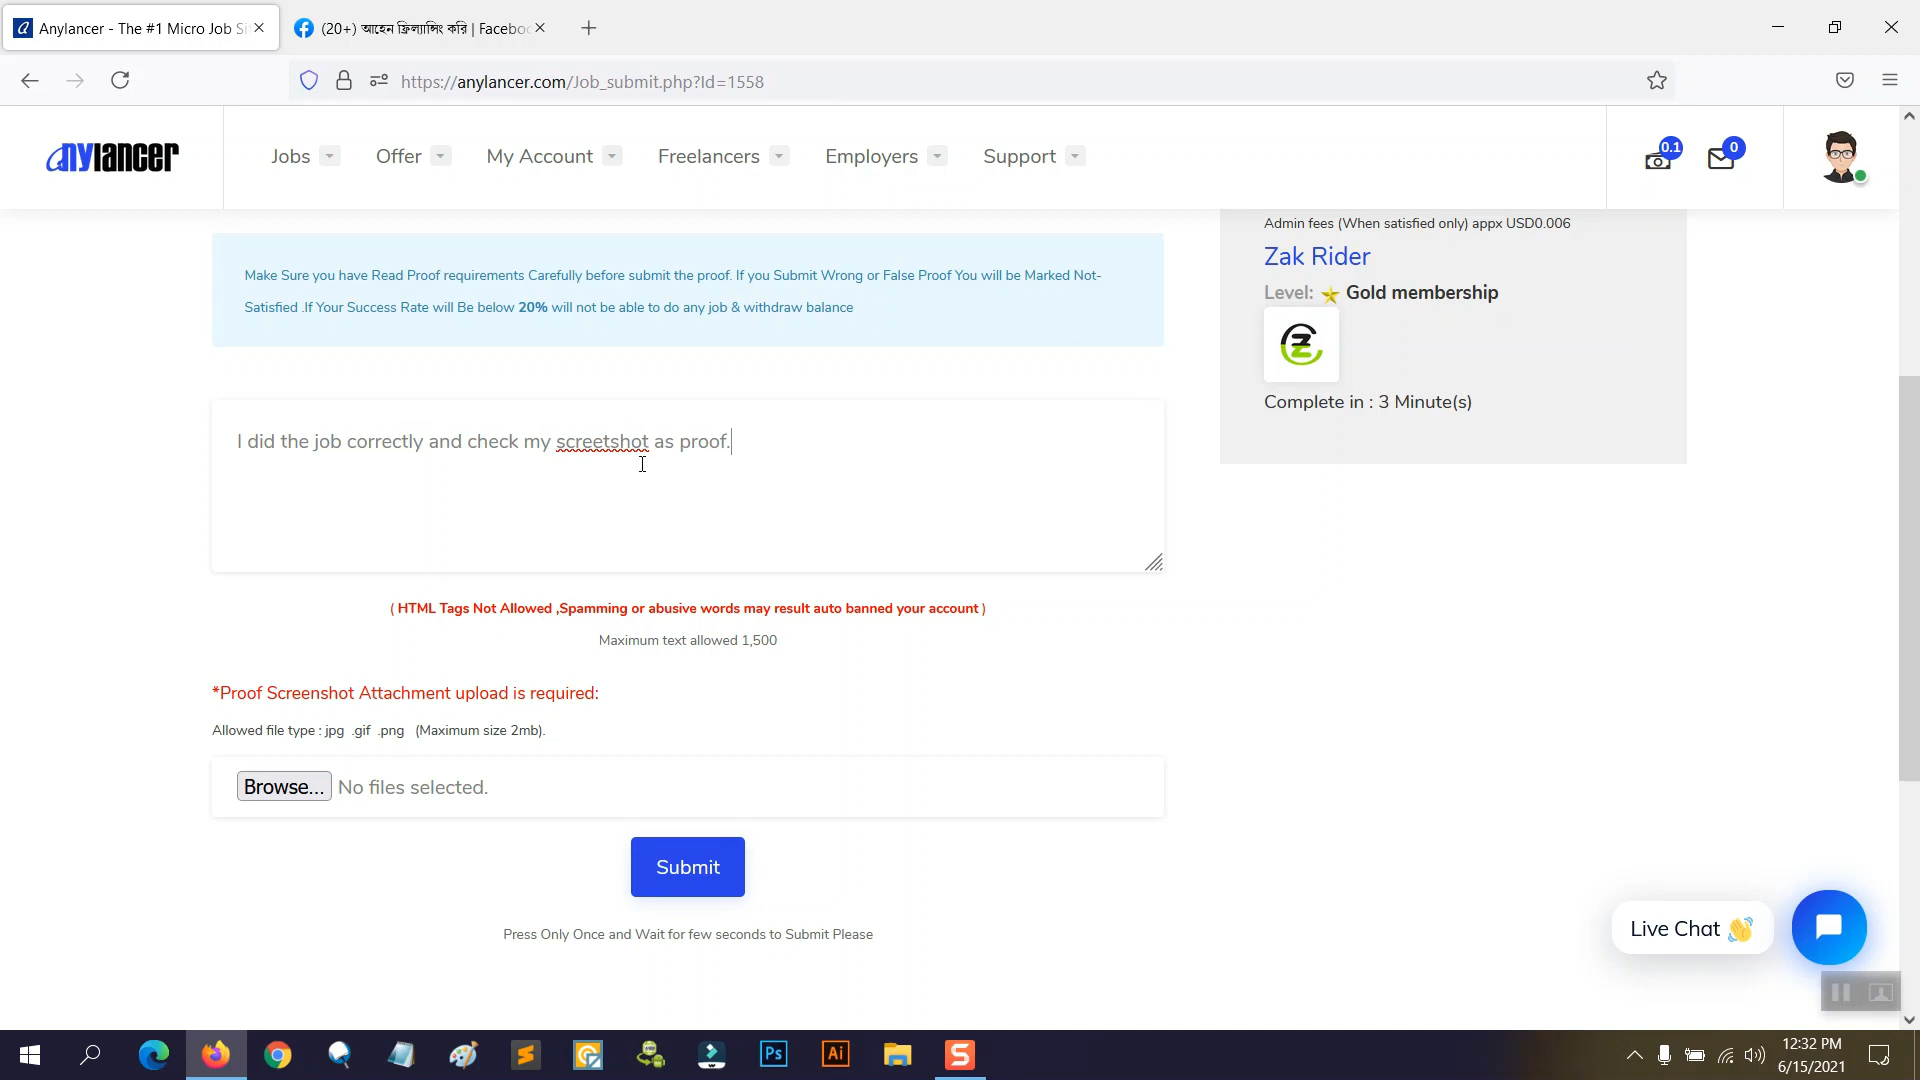 Anylancer - The #1 Micro Job Si
(20+) আহেন ফ্রিল্যান্সিং করি | Facebo
https://anylancer.com/Job_submit.php?Id=1558
anylancer
Jobs
Offer
My Account
Freelancers
Employers
Support
0.1
0
Admin fees (When satisfied only) appx USD0.006
Zak Rider
Level: Gold membership
Complete in : 3 Minute(s)
Make Sure you have Read Proof requirements Carefully before submit the proof. If you Submit Wrong or False Proof You will be Marked Not-
Satisfied .If Your Success Rate will Be below 20% will not be able to do any job & withdraw balance
I did the job correctly and check my screetshot as proof.
( HTML Tags Not Allowed ,Spamming or abusive words may result auto banned your account )
Maximum text allowed 1,500
*Proof Screenshot Attachment upload is required:
Allowed file type : jpg .gif .png (Maximum size 2mb).
Browse... No files selected.
Submit
Press Only Once and Wait for few seconds to Submit Please
Live Chat 👋
Ps
Ai
S
12:32 PM
6/15/2021